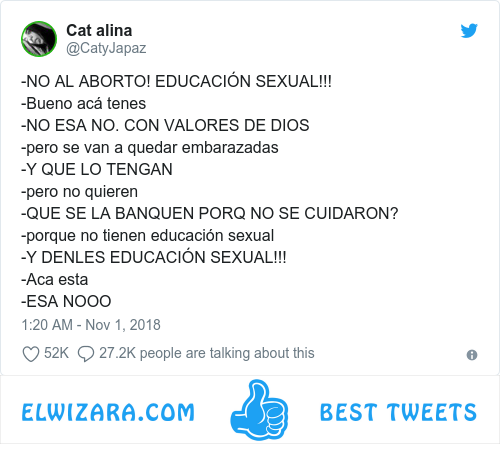 Cat alina
@CatyJapaz
-NO AL ABORTO! EDUCACIÓN SEXUAL!!!
-Bueno acá tenes
-NO ESA NO. CON VALORES DE DIOS
-pero se van a quedar embarazadas
-Y QUE LO TENGAN
-pero no quieren
-QUE SE LA BANQUEN PORQ NO SE CUIDARON?
-porque no tienen educación sexual
-Y DENLES EDUCACIÓN SEXUAL!!!
-Aca esta
-ESA NOOO
1:20 AM - Nov 1, 2018
52K 27.2K people are talking about this
ELWIZARA.COM BEST TWEETS